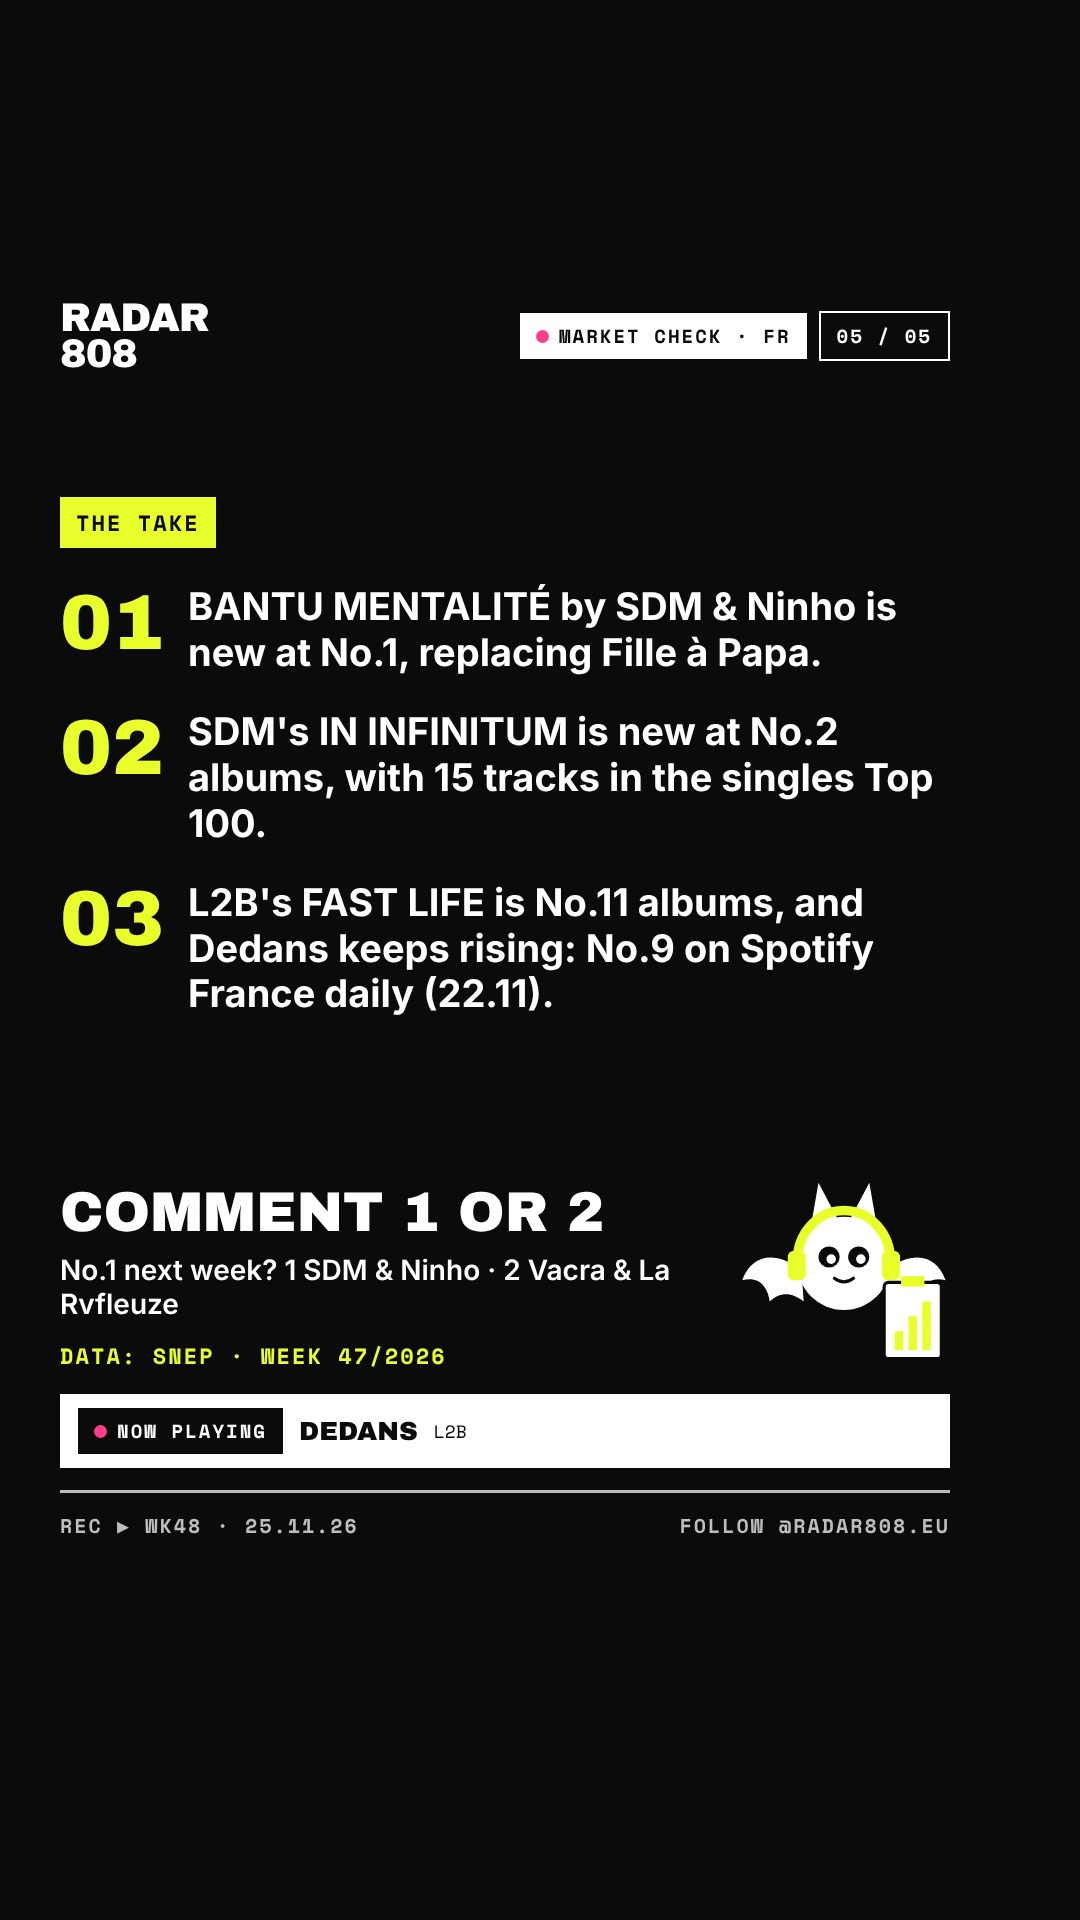 RADAR
808
MARKET CHECK · FR
05 / 05
THE TAKE
01
BANTU MENTALITÉ by SDM & Ninho is
new at No.1, replacing Fille à Papa.
02
SDM's IN INFINITUM is new at No.2
albums, with 15 tracks in the singles Top
100.
03
L2B's FAST LIFE is No.11 albums, and
Dedans keeps rising: No.9 on Spotify
France daily (22.11).
COMMENT 1 OR 2
No.1 next week? 1 SDM & Ninho · 2 Vacra & La
Rvfleuze
DATA: SNEP · WEEK 47/2026
NOW PLAYING DEDANS L2B
REC ▶ WK48 · 25.11.26
FOLLOW @RADAR808.EU